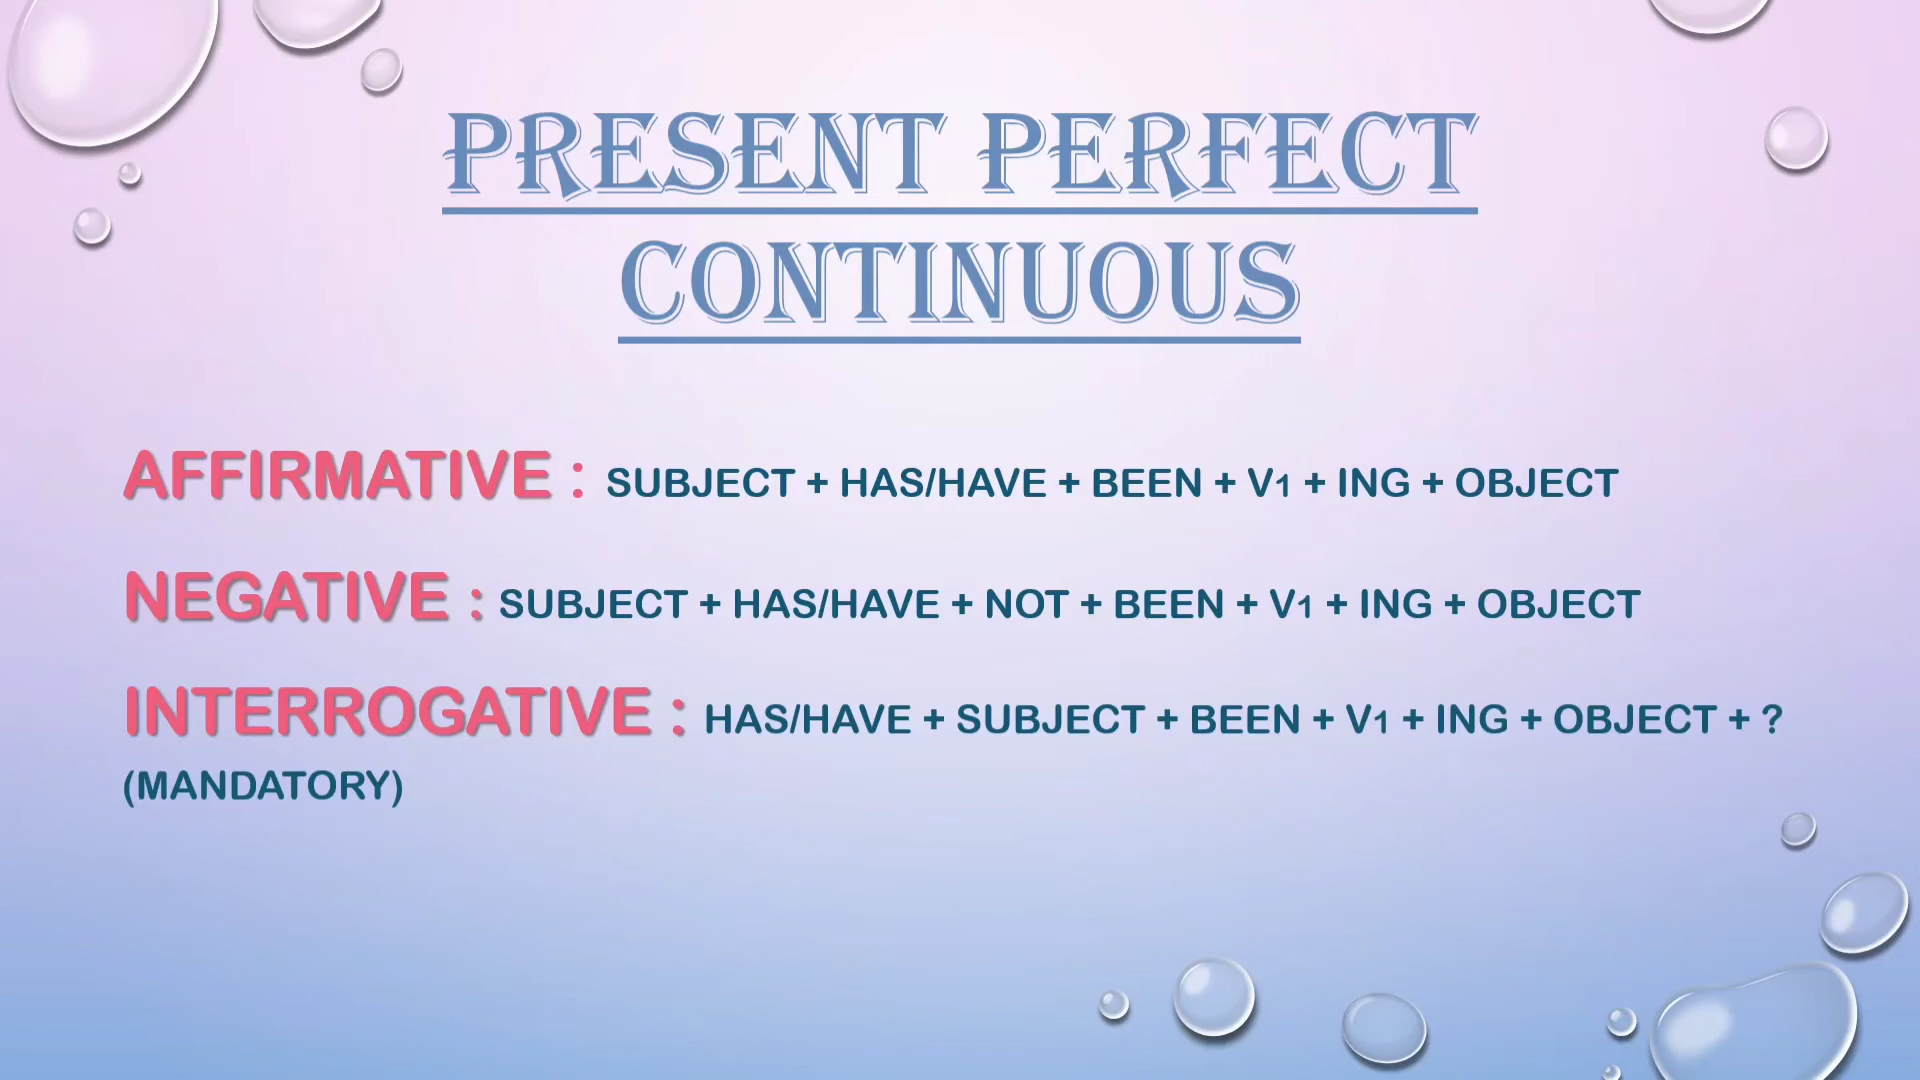 PRESENT PERFECT
CONTINUOUS
AFFIRMATIVE : SUBJECT + HAS/HAVE + BEEN + V1 + ING + OBJECT
NEGATIVE : SUBJECT + HAS/HAVE + NOT + BEEN + V1 + ING + OBJECT
INTERROGATIVE : HAS/HAVE + SUBJECT + BEEN + V1 + ING + OBJECT + ?
(MANDATORY)